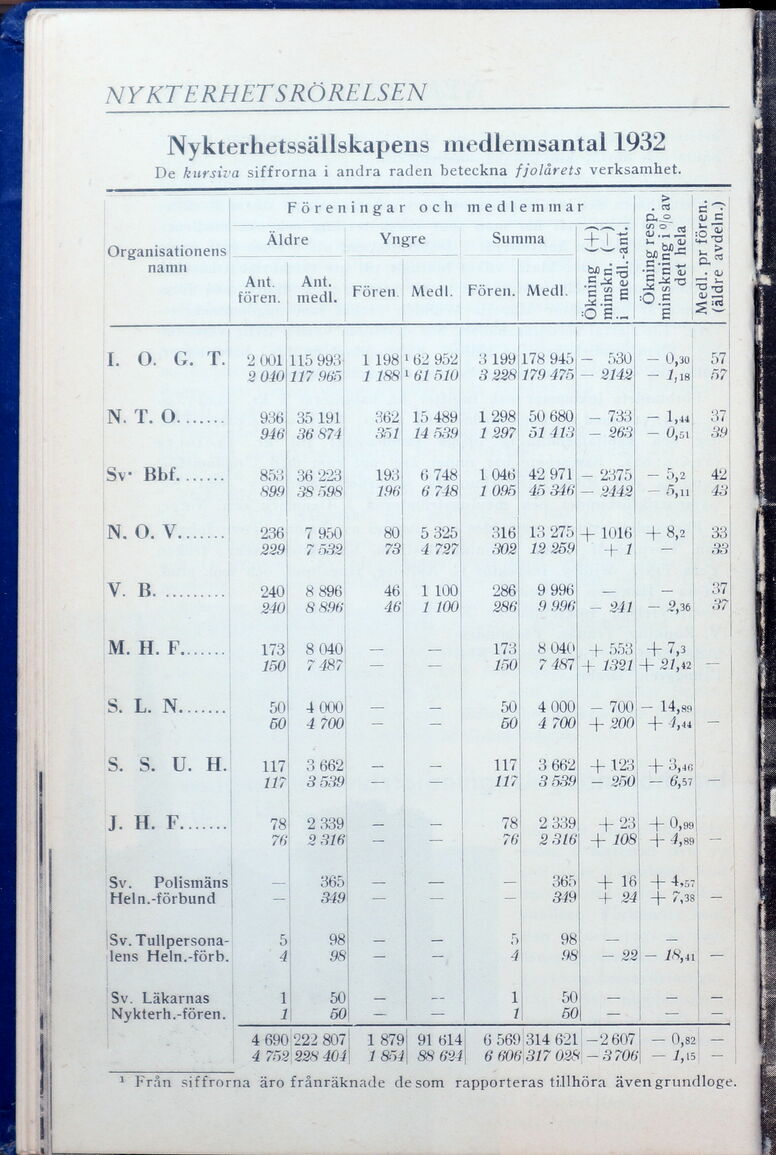 NYKTERHETSRÖRELSEN
Nykterhetssällskapens medlemsantal 1932
De kursiva siffrorna i andra raden beteckna fjolårets verksamhet.
Organisationens namn
Föreningar och medlemmar
Äldre Yngre Summa
Ant. fören. Ant. medl. Fören. Medl. Fören. Medl.
Ökning (+) minskn. (—) i medl.-ant.
Ökning resp. minskning i % av det hela
Medl. pr fören. (äldre avdeln.)
I. O. G. T. 2 001 115 993 1 198 ¹ 62 952 3 199 178 945 — 530 — 0,30 57
2 040 117 965 1 188 ¹ 61 510 3 228 179 475 — 2142 — 1,18 57
N. T. O....... 936 35 191 362 15 489 1 298 50 680 — 733 — 1,44 37
946 36 874 351 14 539 1 297 51 413 — 263 — 0,51 39
Sv. Bbf....... 853 36 223 193 6 748 1 046 42 971 — 2375 — 5,2 42
899 38 598 196 6 748 1 095 45 346 — 2442 — 5,11 43
N. O. V....... 236 7 950 80 5 325 316 13 275 + 1016 + 8,2 33
229 7 532 73 4 727 302 12 259 + 1 — 33
V. B. .......... 240 8 896 46 1 100 286 9 996 — — 37
240 8 896 46 1 100 286 9 996 — 241 — 2,36 37
M. H. F....... 173 8 040 — — 173 8 040 + 553 + 7,3
150 7 487 — — 150 7 487 + 1321 + 21,42 —
S. L. N....... 50 4 000 — — 50 4 000 — 700 — 14,89
50 4 700 — — 50 4 700 + 200 + 4,44 —
S. S. U. H. 117 3 662 — — 117 3 662 + 123 + 3,46
117 3 539 — — 117 3 539 — 250 — 6,57 —
J. H. F....... 78 2 339 — — 78 2 339 + 23 + 0,99
76 2 316 — — 76 2 316 + 108 + 4,89 —
Sv. Polismäns — 365 — — — 365 + 16 + 4,57
Heln.-förbund — 349 — — — 349 + 24 + 7,38 —
Sv. Tullpersona- 5 98 — — 5 98 — —
lens Heln.-förb. 4 98 — — 4 98 — 22 — 18,41 —
Sv. Läkarnas 1 50 — — 1 50 — — —
Nykterh.-fören. 1 50 — — 1 50 — — —
4 690 222 807 1 879 91 614 6 569 314 621 —2 607 — 0,82 —
4 752 228 404 1 854 88 624 6 606 317 028 — 3 706 — 1,15 —
¹ Från siffrorna äro frånräknade de som rapporteras tillhöra även grundloge.